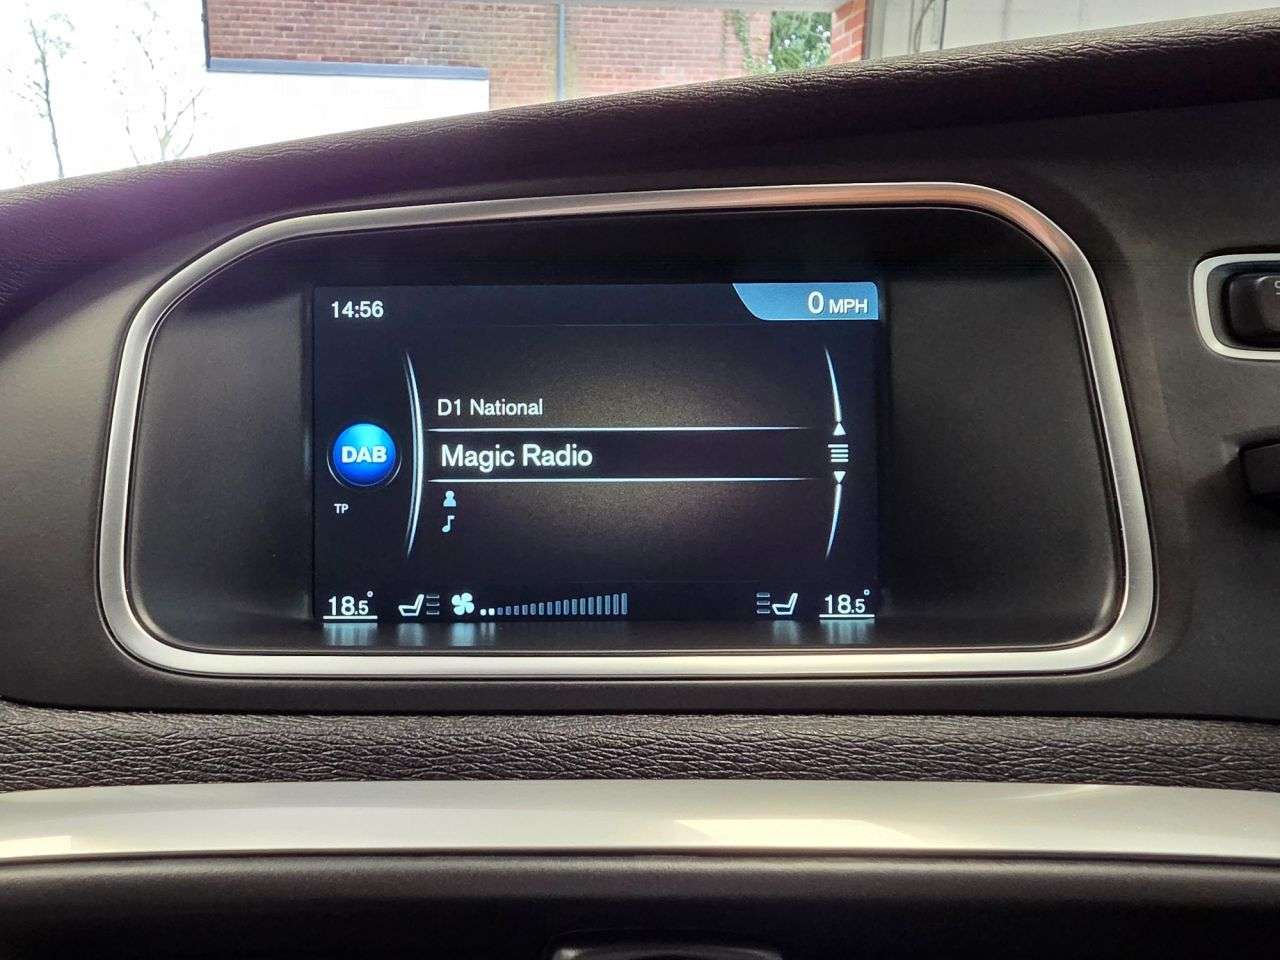 14:56
0 MPH
D1 National
DAB
Magic Radio
TP
18.5°
18.5°